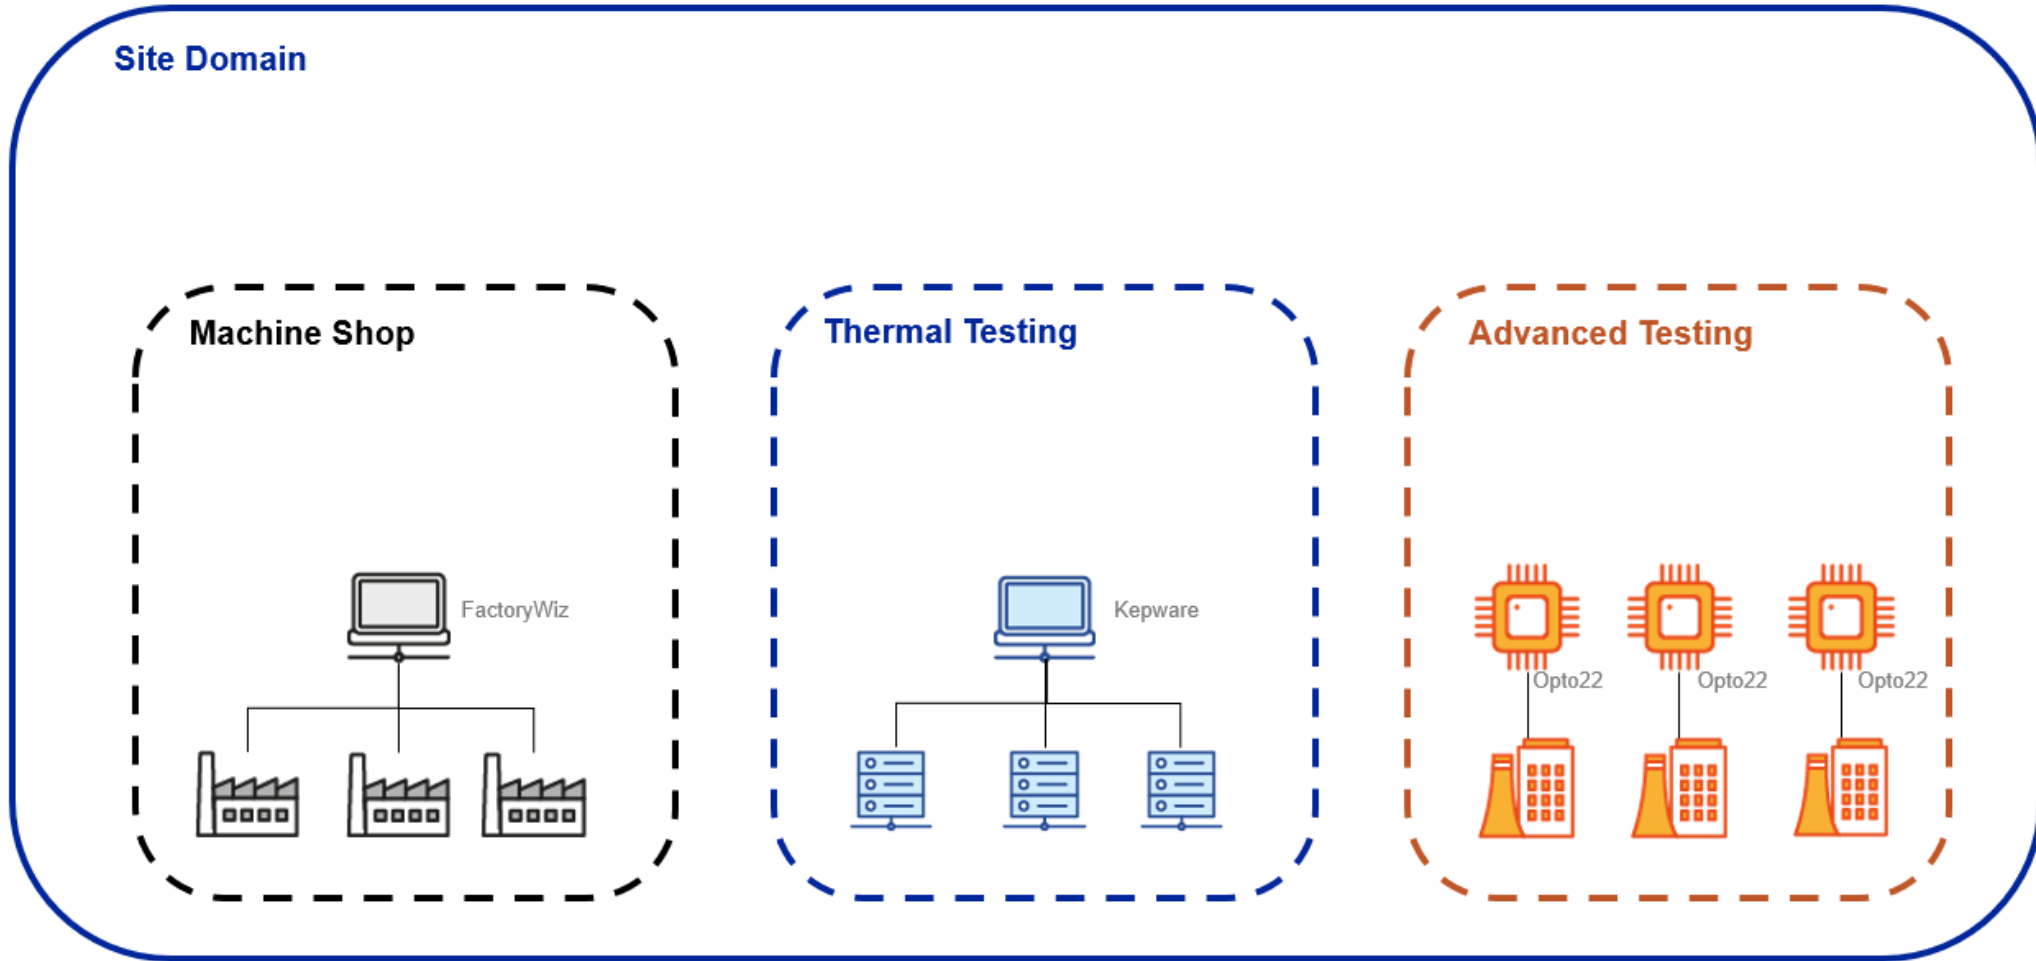 Site Domain
Machine Shop
Thermal Testing
Advanced Testing
FactoryWiz
Kepware
Opto22
Opto22
Opto22